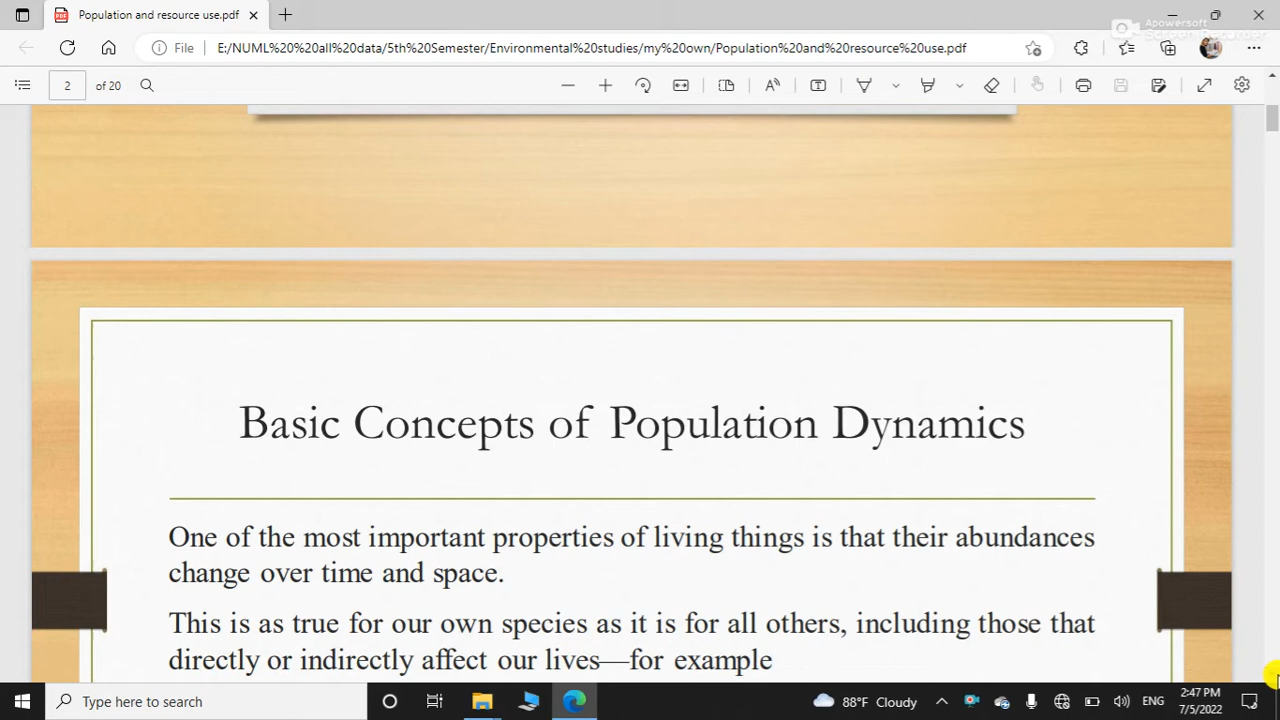 Population and resource use.pdf
Apowersoft
Screen Recorder
File
E:/NUML%20%20all%20data/5th%20Semester/Environmental%20studies/my%20own/Population%20and%20resource%20use.pdf
2 of 20
Basic Concepts of Population Dynamics
One of the most important properties of living things is that their abundances
change over time and space.
This is as true for our own species as it is for all others, including those that
directly or indirectly affect our lives—for example
Type here to search
88°F Cloudy
ENG
2:47 PM
7/5/2022